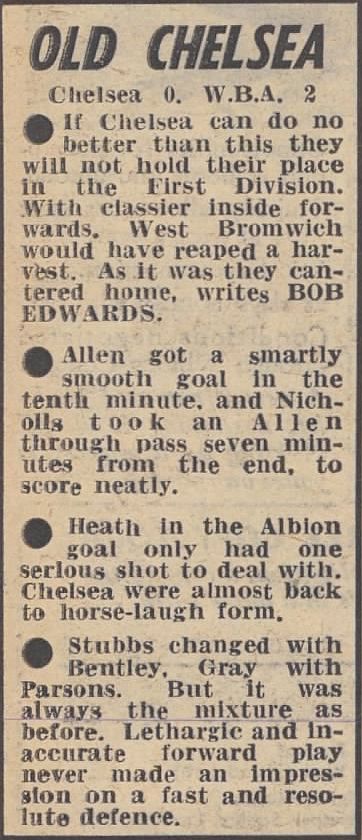 OLD CHELSEA
Chelsea 0. W.B.A. 2
● If Chelsea can do no
better than this they
will not hold their place
in the First Division.
With classier inside for-
wards. West Bromwich
would have reaped a har-
vest. As it was they can-
tered home, writes BOB
EDWARDS.
● Allen got a smartly
smooth goal in the
tenth minute, and Nich-
olls took an Allen
through pass seven min-
utes from the end, to
score neatly.
● Heath in the Albion
goal only had one
serious shot to deal with.
Chelsea were almost back
to horse-laugh form.
● Stubbs changed with
Bentley, Gray with
Parsons. But it was
always the mixture as
before. Lethargic and in-
accurate forward play
never made an impres-
sion on a fast and reso-
lute defence.